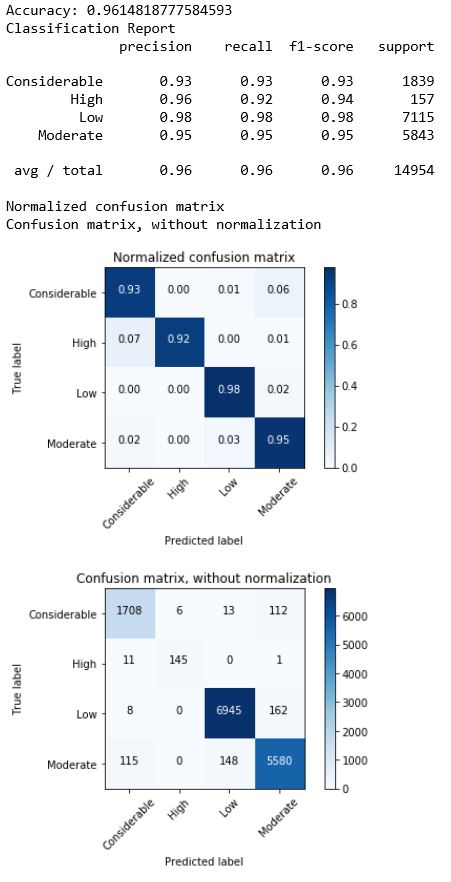 Accuracy: 0.9614818777584593
Classification Report
precision recall f1-score support
Considerable 0.93 0.93 0.93 1839
High 0.96 0.92 0.94 157
Low 0.98 0.98 0.98 7115
Moderate 0.95 0.95 0.95 5843
avg / total 0.96 0.96 0.96 14954
Normalized confusion matrix
Confusion matrix, without normalization
Normalized confusion matrix
True label
Considerable 0.93 0.00 0.01 0.06
High 0.07 0.92 0.00 0.01
Low 0.00 0.00 0.98 0.02
Moderate 0.02 0.00 0.03 0.95
Considerable High Low Moderate
Predicted label
0.8
0.6
0.4
0.2
0.0
Confusion matrix, without normalization
True label
Considerable 1708 6 13 112
High 11 145 0 1
Low 8 0 6945 162
Moderate 115 0 148 5580
Considerable High Low Moderate
Predicted label
6000
5000
4000
3000
2000
1000
0